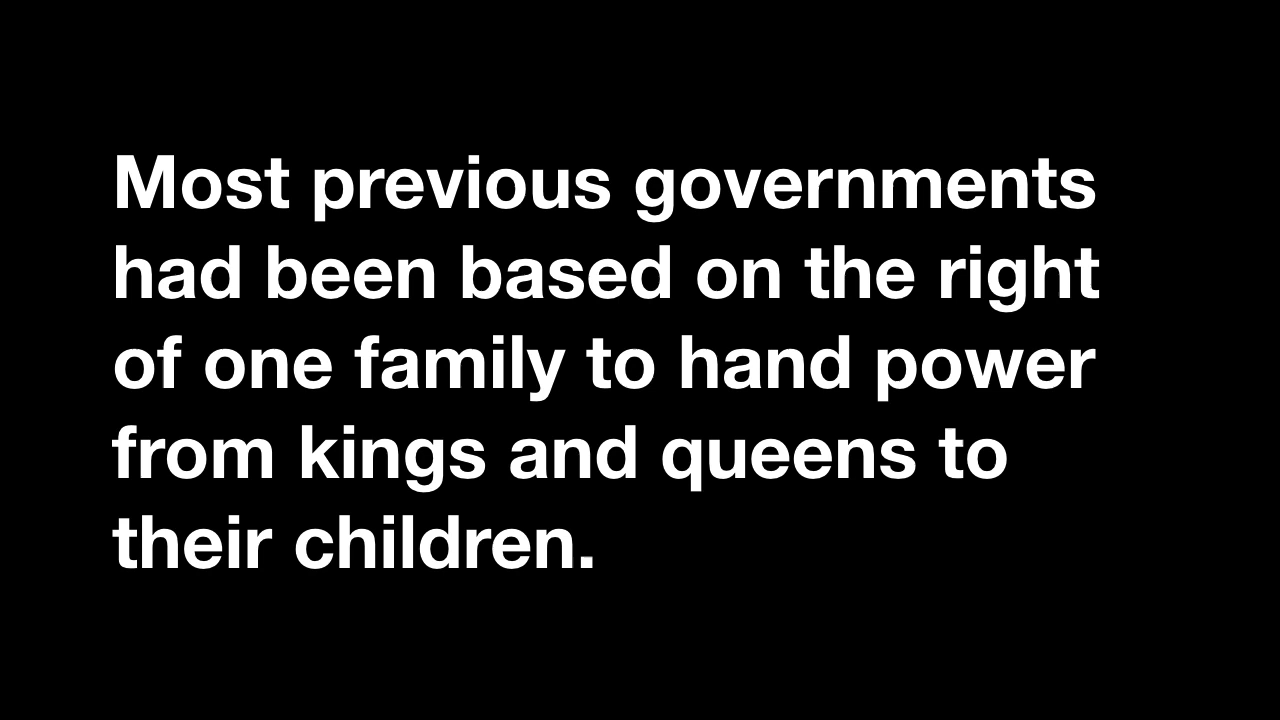 Most previous governments
had been based on the right
of one family to hand power
from kings and queens to
their children.